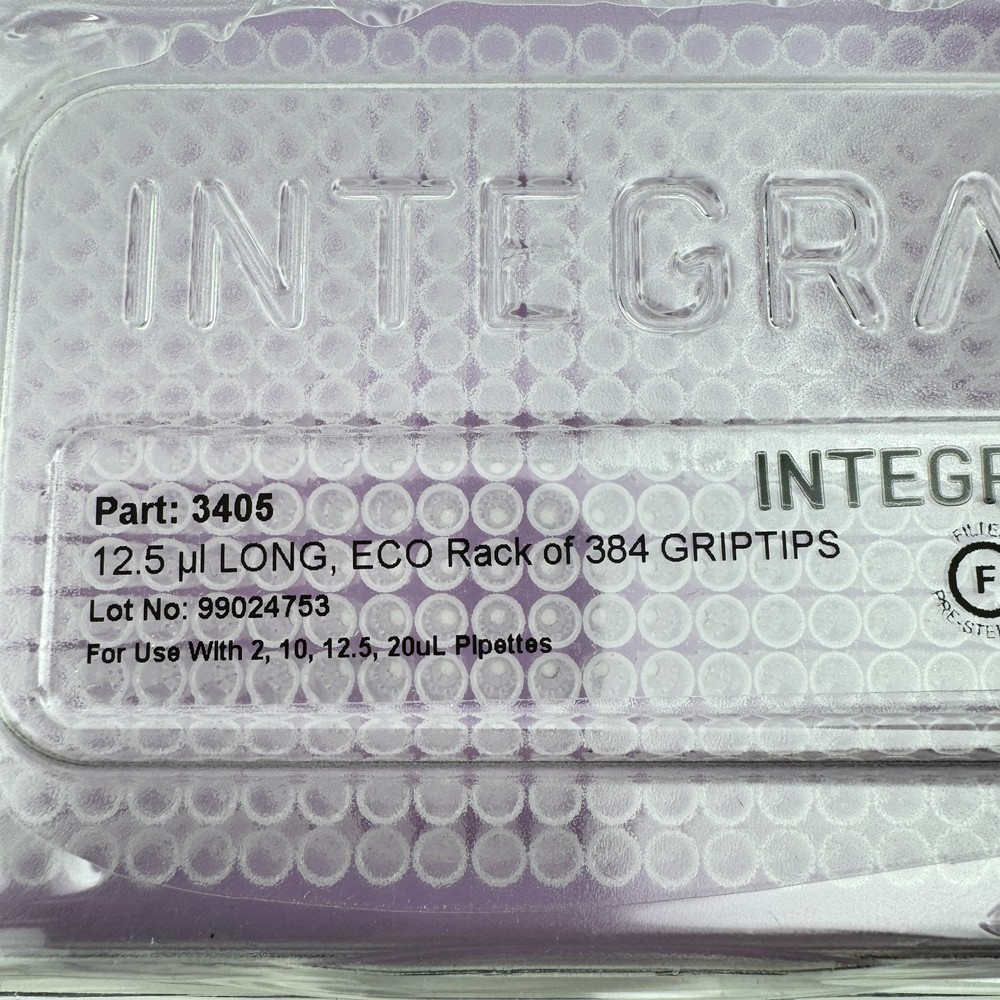 INTEGRA
INTEGR
Part: 3405
12.5 µl LONG, ECO Rack of 384 GRIPTIPS
Lot No: 99024753
For Use With 2, 10, 12.5, 20uL Pipettes
F